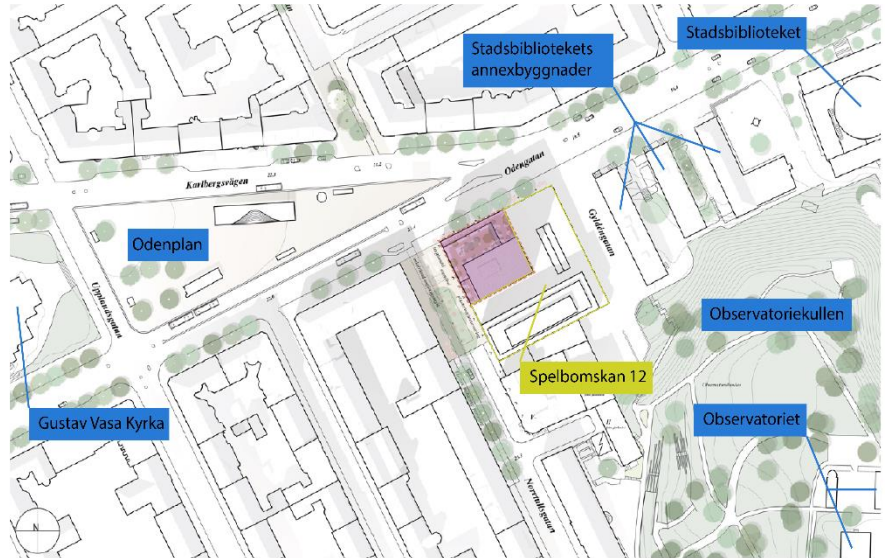 Stadsbiblioteket
Stadsbibliotekets
annexbyggnader
Karlbergsvägen
Odengatan
Odenplan
Gyldéngatan
Upplandsgatan
Observatoriekullen
Spelbomskan 12
Gustav Vasa Kyrka
Observatoriet
Norrtullsgatan
N